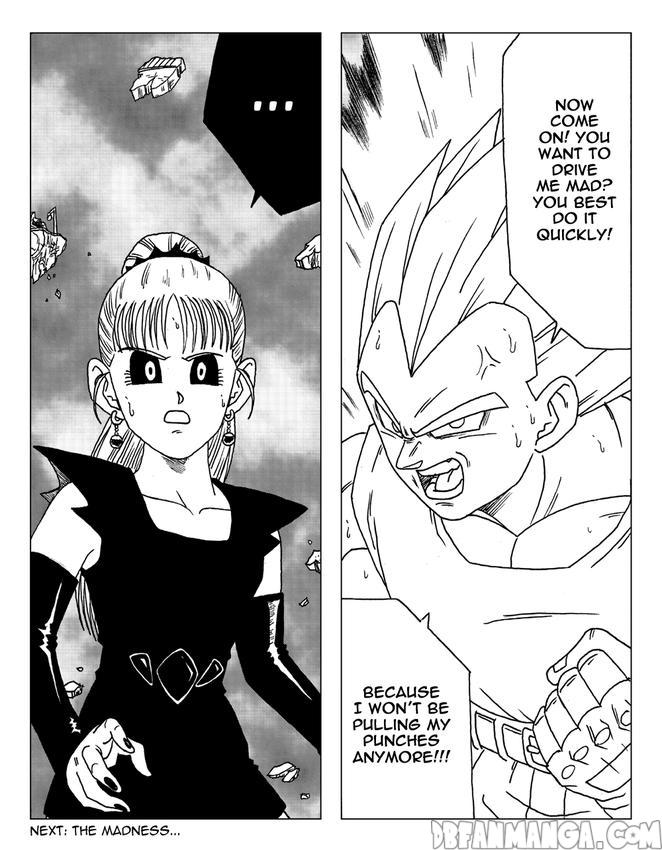 ...
NOW
COME
ON! YOU
WANT TO
DRIVE
ME MAD?
YOU BEST
DO IT
QUICKLY!
BECAUSE
I WON'T BE
PULLING MY
PUNCHES
ANYMORE!!!
NEXT: THE MADNESS...
DBFANMANGA.COM